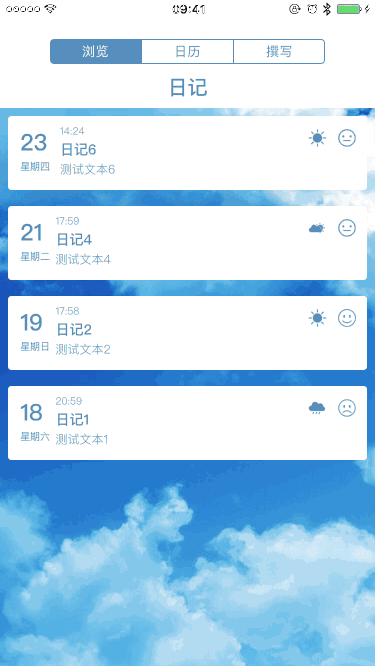 09:41
浏览
日历
撰写
日记
23
星期四
14:24
日记6
测试文本6
21
星期二
17:59
日记4
测试文本4
19
星期日
17:58
日记2
测试文本2
18
星期六
20:59
日记1
测试文本1